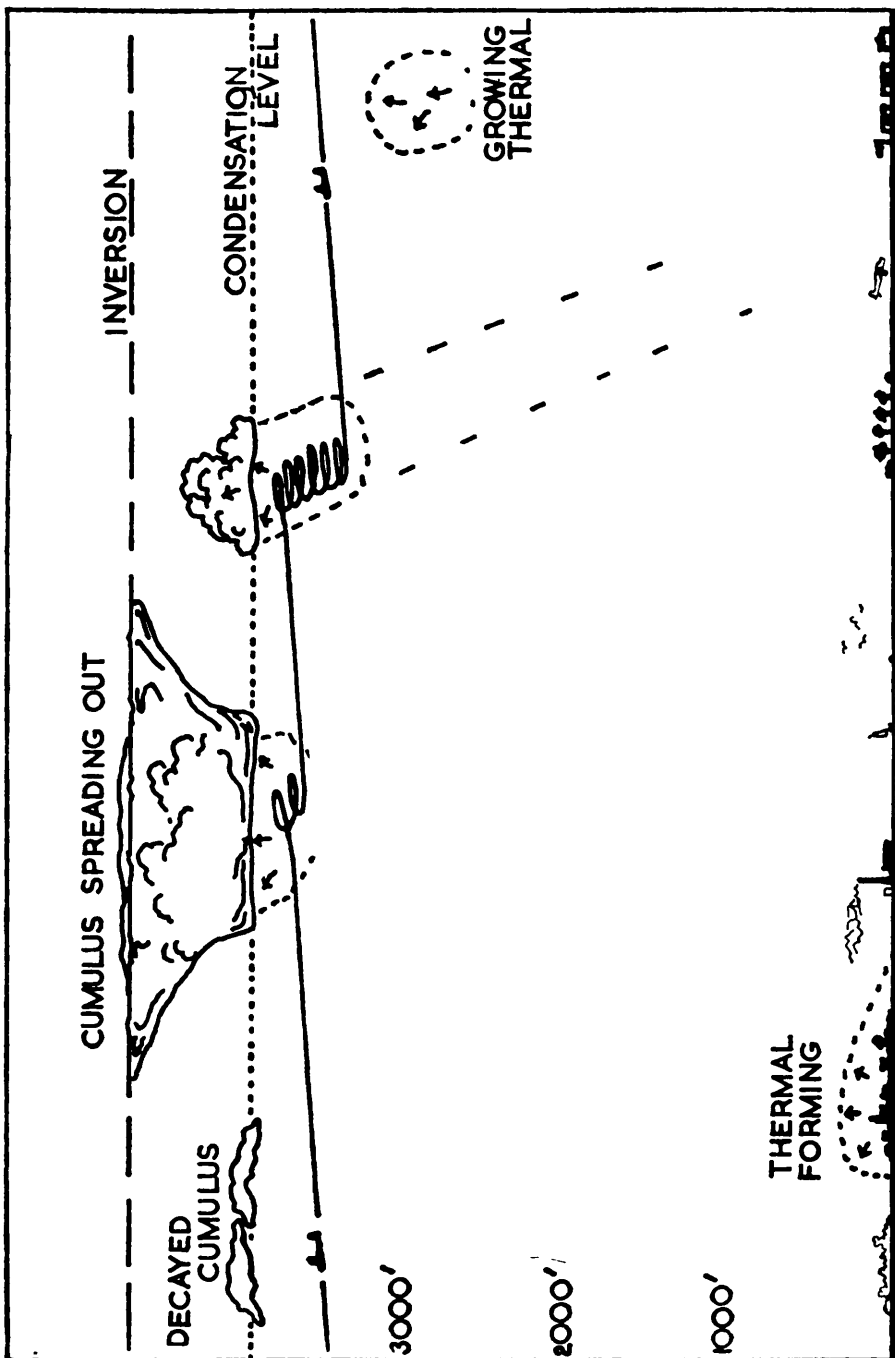 INVERSION
CUMULUS SPREADING OUT
CONDENSATION
LEVEL
DECAYED
CUMULUS
GROWING
THERMAL
3000'
2000'
1000'
THERMAL
FORMING